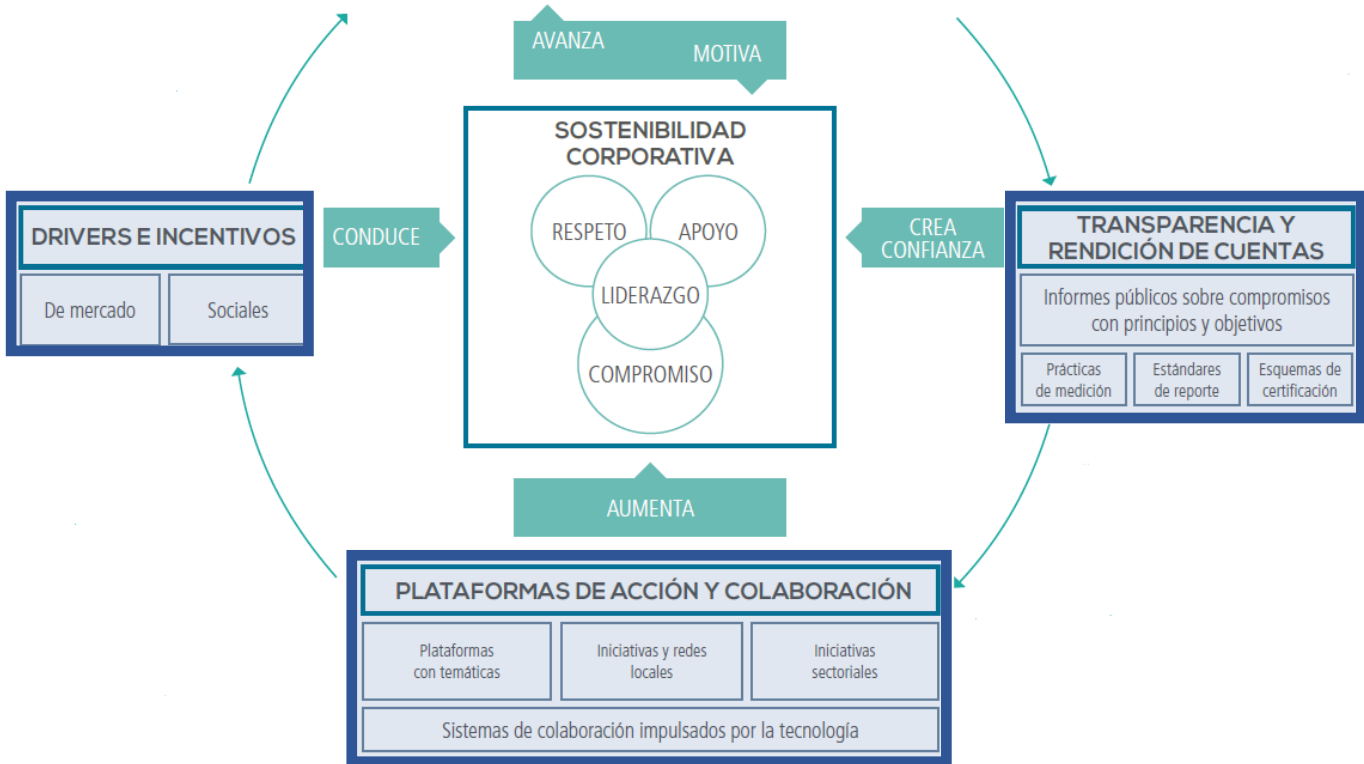 AVANZA
MOTIVA
SOSTENIBILIDAD
CORPORATIVA
RESPETO
APOYO
LIDERAZGO
COMPROMISO
DRIVERS E INCENTIVOS
De mercado
Sociales
CONDUCE
CREA
CONFIANZA
TRANSPARENCIA Y
RENDICIÓN DE CUENTAS
Informes públicos sobre compromisos
con principios y objetivos
Prácticas
de medición
Estándares
de reporte
Esquemas de
certificación
AUMENTA
PLATAFORMAS DE ACCIÓN Y COLABORACIÓN
Plataformas
con temáticas
Iniciativas y redes
locales
Iniciativas
sectoriales
Sistemas de colaboración impulsados por la tecnología